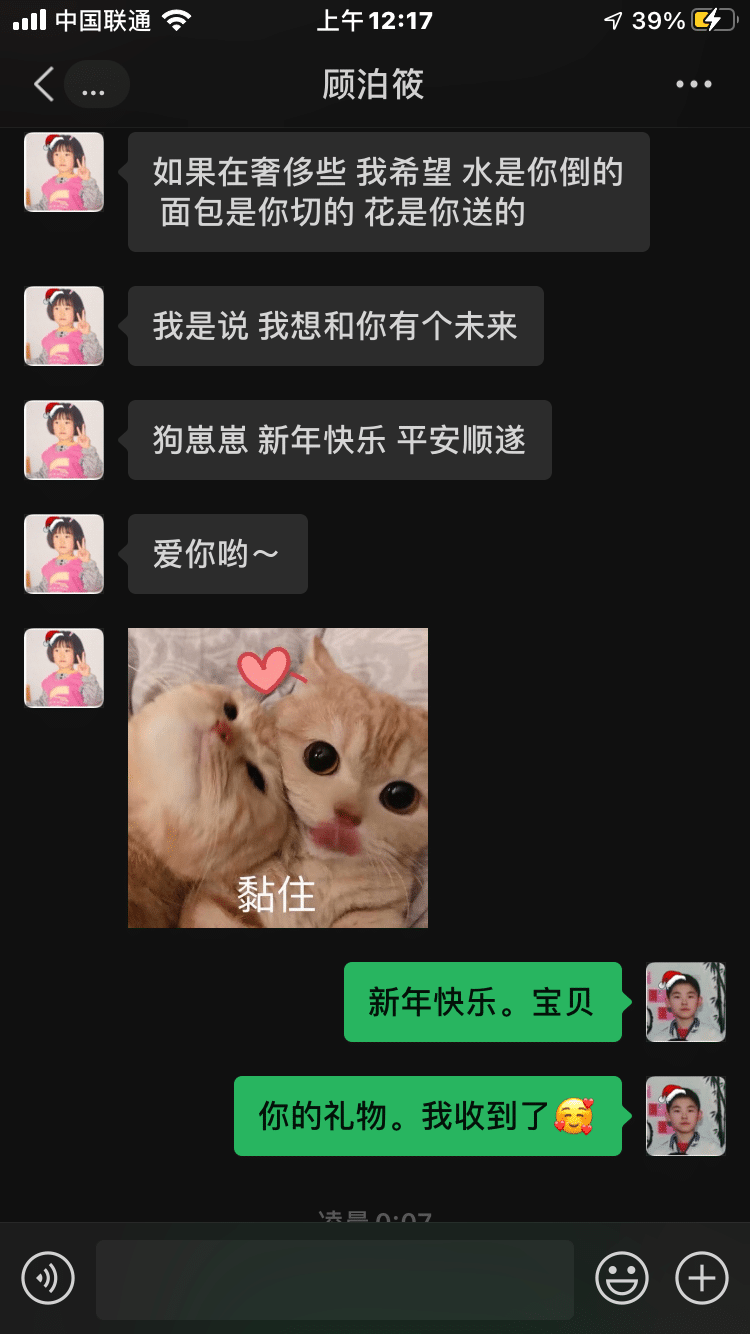 中国联通
上午12:17
39%
...
顾泊筱
如果在奢侈些 我希望 水是你倒的
面包是你切的 花是你送的
我是说 我想和你有个未来
狗崽崽 新年快乐 平安顺遂
爱你哟～
黏住
新年快乐。宝贝
你的礼物。我收到了🥰
凌晨 0:07